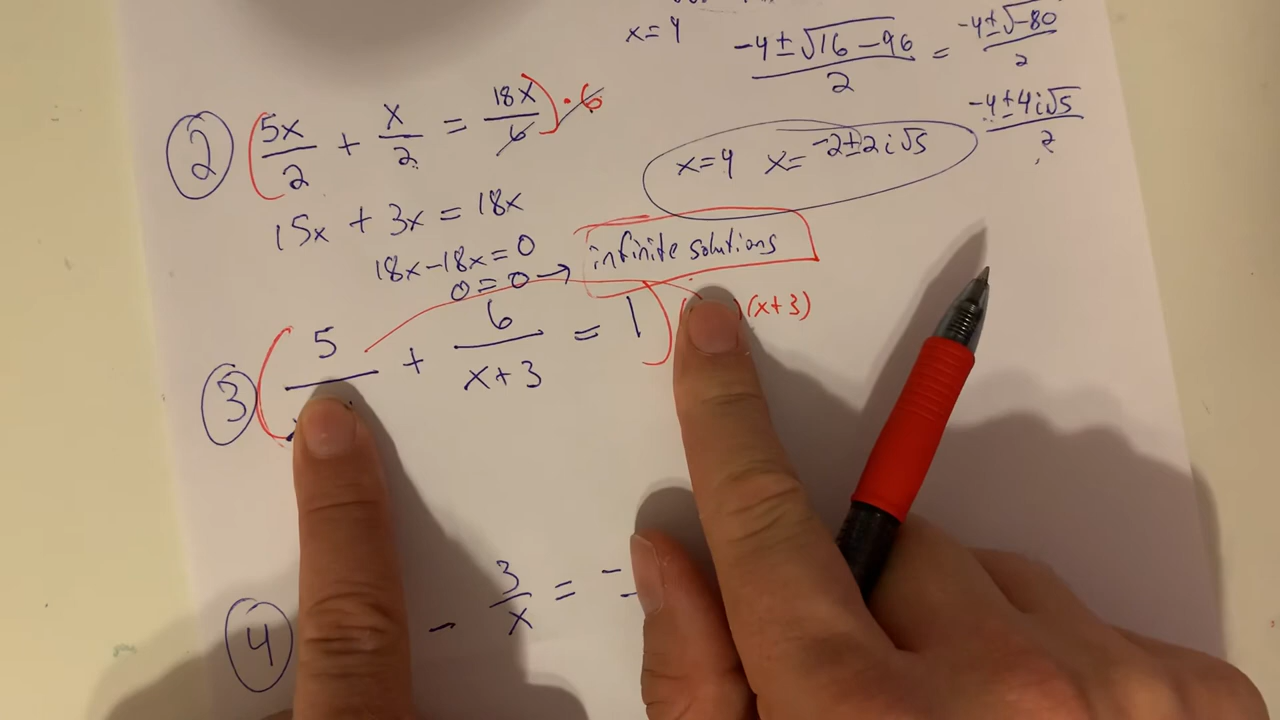 x=4
-4±√16-96/2 = -4±√-80/2
-4±4i√5/2
x=4 x=-2±2i√5
② (5x/2 + x/2 = 18x/6)·6
15x + 3x = 18x
18x-18x=0
0=0→ infinite solutions
③ (5/ + 6/x+3 = 1) (x+3)
④ - 3/x = -